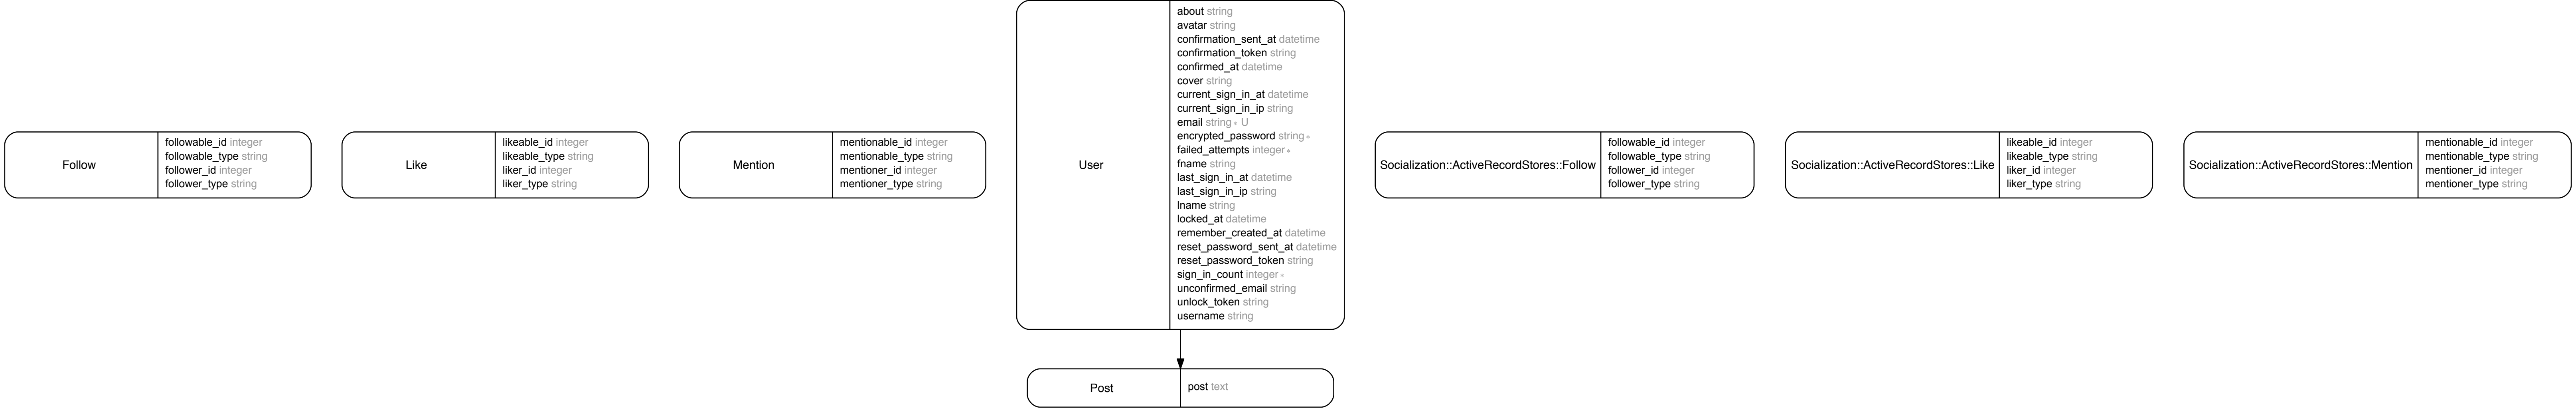 Follow
followable_id integer
followable_type string
follower_id integer
follower_type string
Like
likeable_id integer
likeable_type string
liker_id integer
liker_type string
Mention
mentionable_id integer
mentionable_type string
mentioner_id integer
mentioner_type string
User
about string
avatar string
confirmation_sent_at datetime
confirmation_token string
confirmed_at datetime
cover string
current_sign_in_at datetime
current_sign_in_ip string
email string∗ U
encrypted_password string∗
failed_attempts integer∗
fname string
last_sign_in_at datetime
last_sign_in_ip string
lname string
locked_at datetime
remember_created_at datetime
reset_password_sent_at datetime
reset_password_token string
sign_in_count integer∗
unconfirmed_email string
unlock_token string
username string
Post
post text
Socialization::ActiveRecordStores::Follow
followable_id integer
followable_type string
follower_id integer
follower_type string
Socialization::ActiveRecordStores::Like
likeable_id integer
likeable_type string
liker_id integer
liker_type string
Socialization::ActiveRecordStores::Mention
mentionable_id integer
mentionable_type string
mentioner_id integer
mentioner_type string